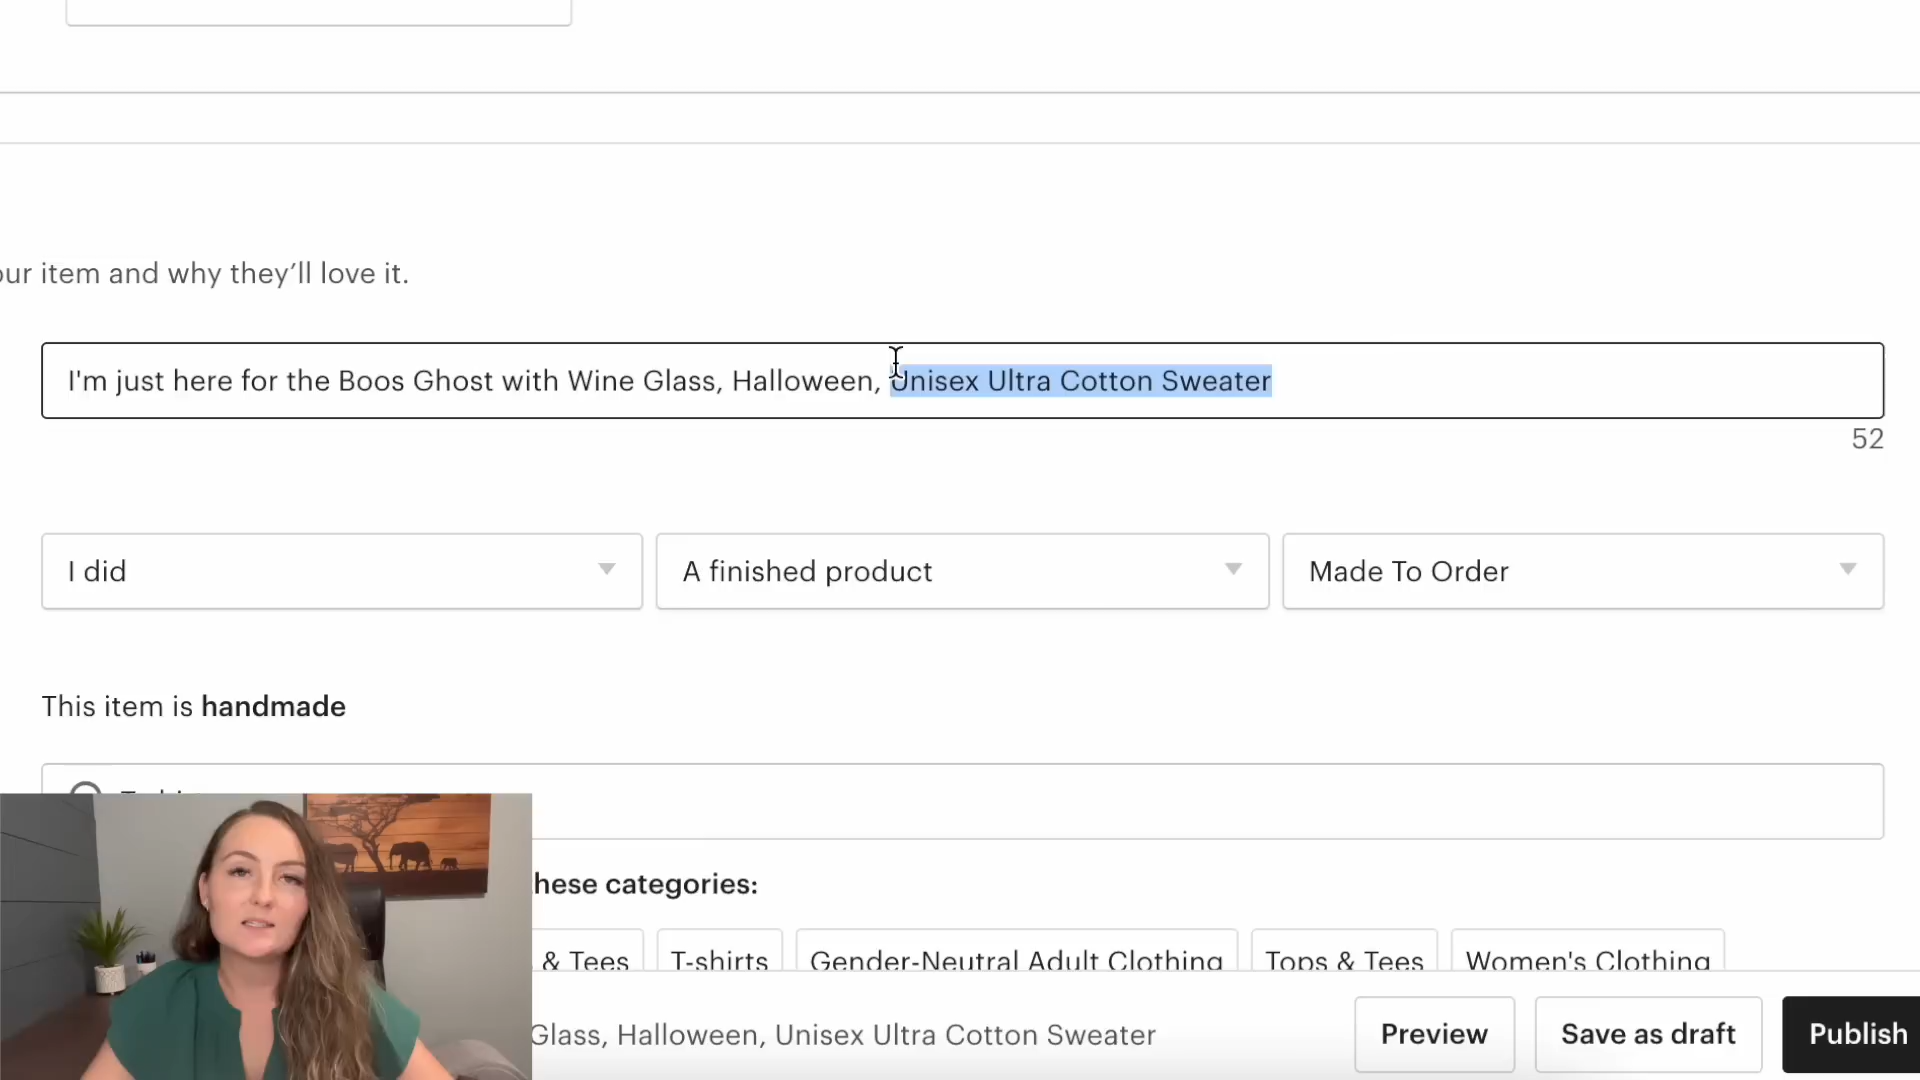 our item and why they’ll love it.
I'm just here for the Boos Ghost with Wine Glass, Halloween, Unisex Ultra Cotton Sweater
52
I did
A finished product
Made To Order
This item is handmade
hese categories:
& Tees
T-shirts
Gender-Neutral Adult Clothing
Tops & Tees
Women's Clothing
Glass, Halloween, Unisex Ultra Cotton Sweater
Preview
Save as draft
Publish